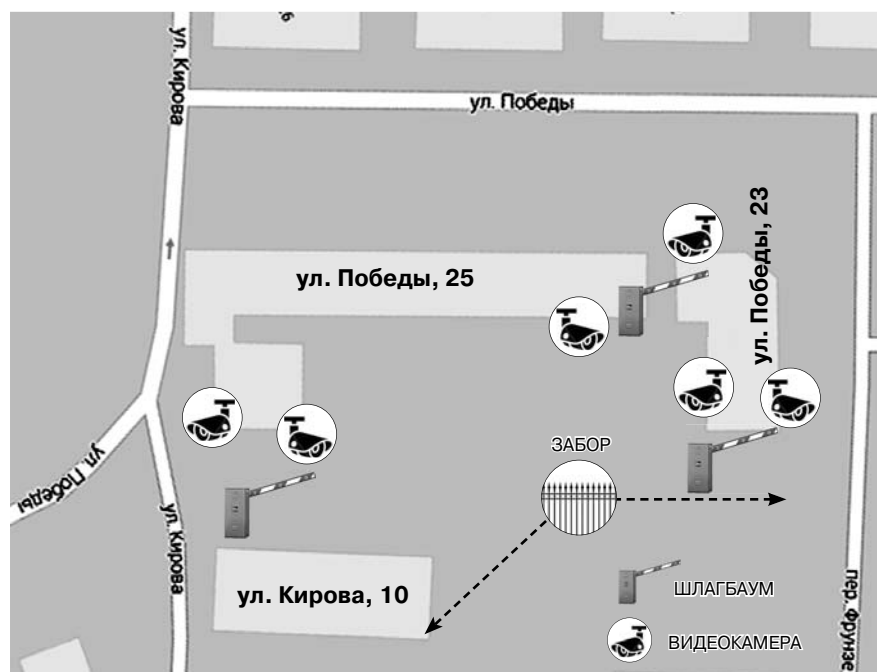 ул. Кирова
ул. Победы
ул. Победы, 23
ул. Победы, 25
ЗАБОР
ул. Победы
ул. Кирова
ул. Кирова, 10
ШЛАГБАУМ
ВИДЕОКАМЕРА
пер. Фрунзе